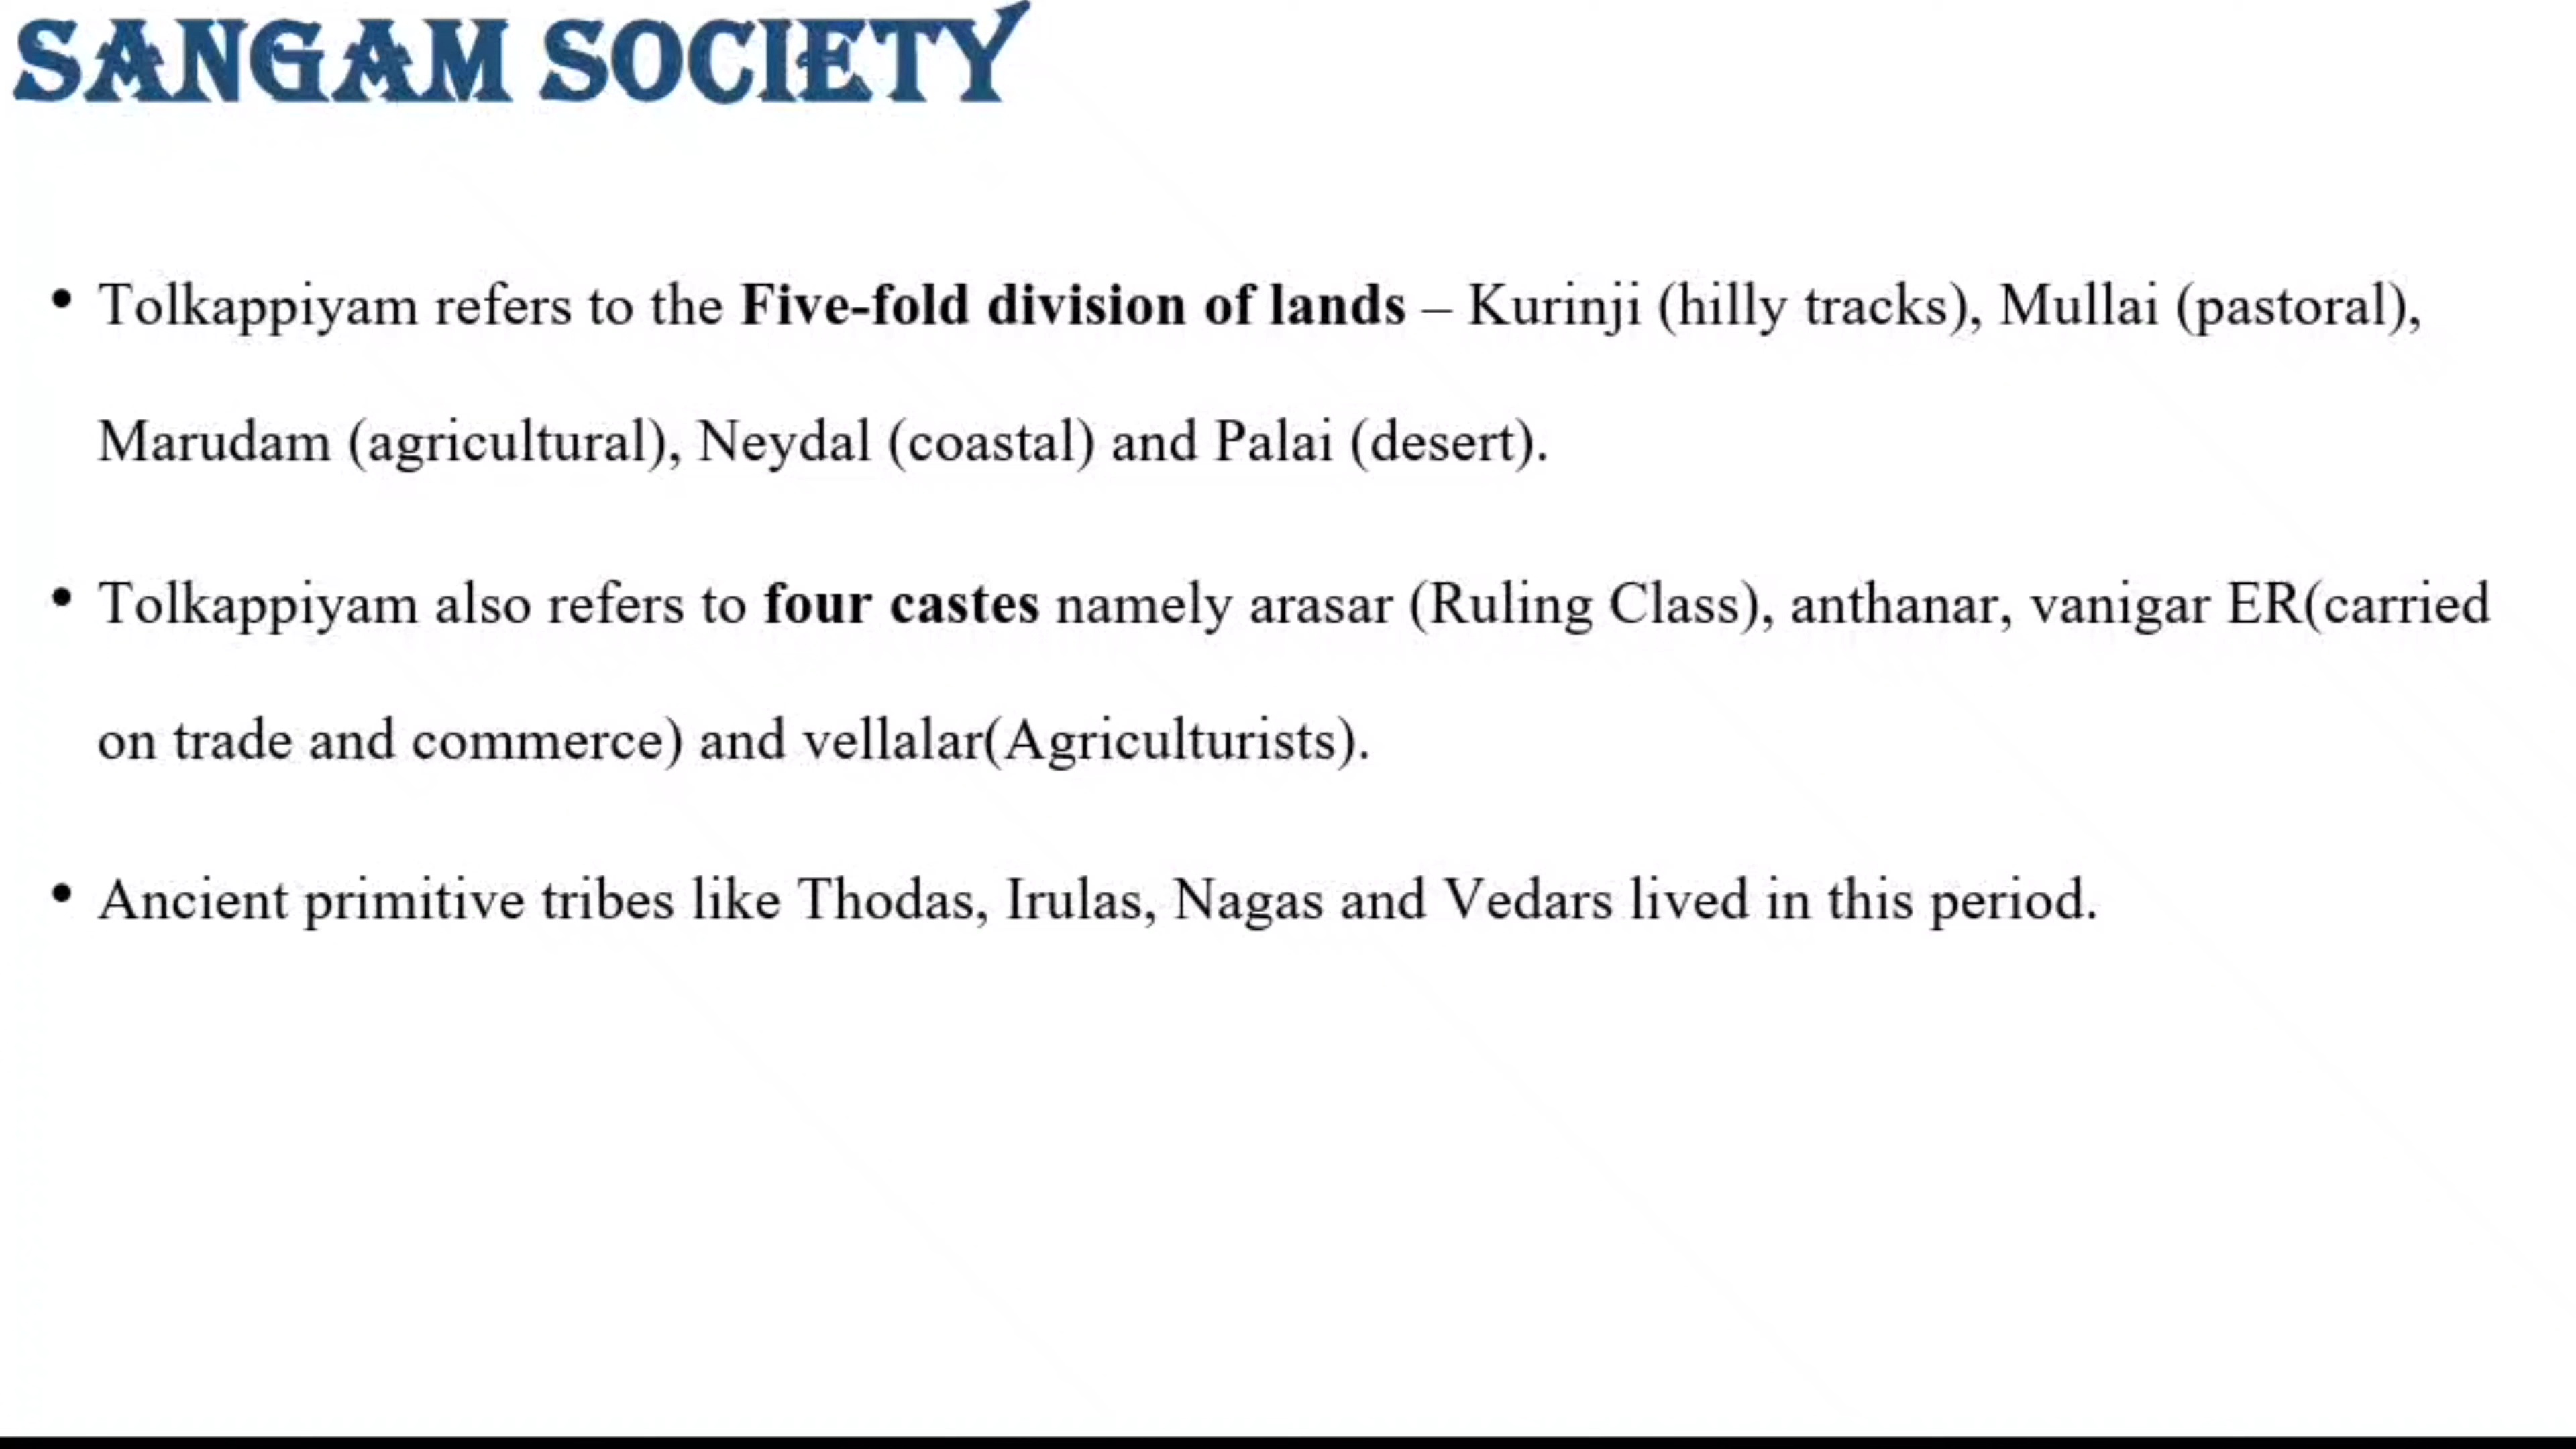 SANGAM SOCIETY
• Tolkappiyam refers to the Five-fold division of lands – Kurinji (hilly tracks), Mullai (pastoral),
Marudam (agricultural), Neydal (coastal) and Palai (desert).
• Tolkappiyam also refers to four castes namely arasar (Ruling Class), anthanar, vanigar ER(carried
on trade and commerce) and vellalar(Agriculturists).
• Ancient primitive tribes like Thodas, Irulas, Nagas and Vedars lived in this period.